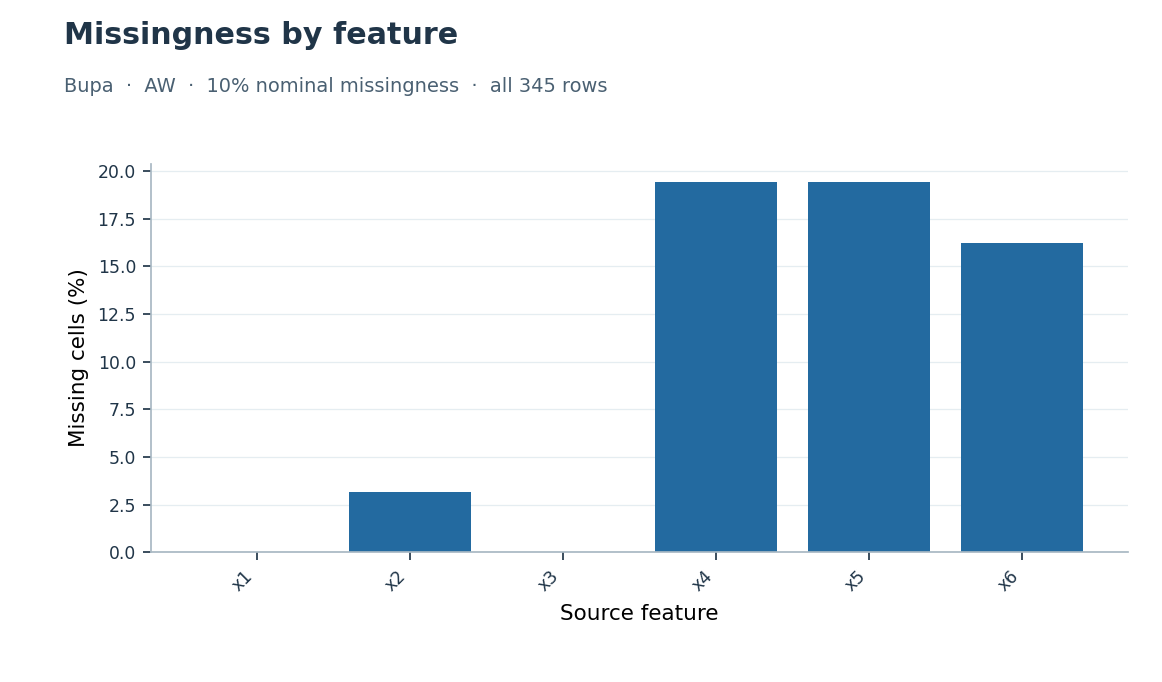 Missingness by feature
Bupa · AW · 10% nominal missingness · all 345 rows
20.0
17.5
15.0
12.5
10.0
7.5
5.0
2.5
0.0
Missing cells (%)
x1 x2 x3 x4 x5 x6
Source feature